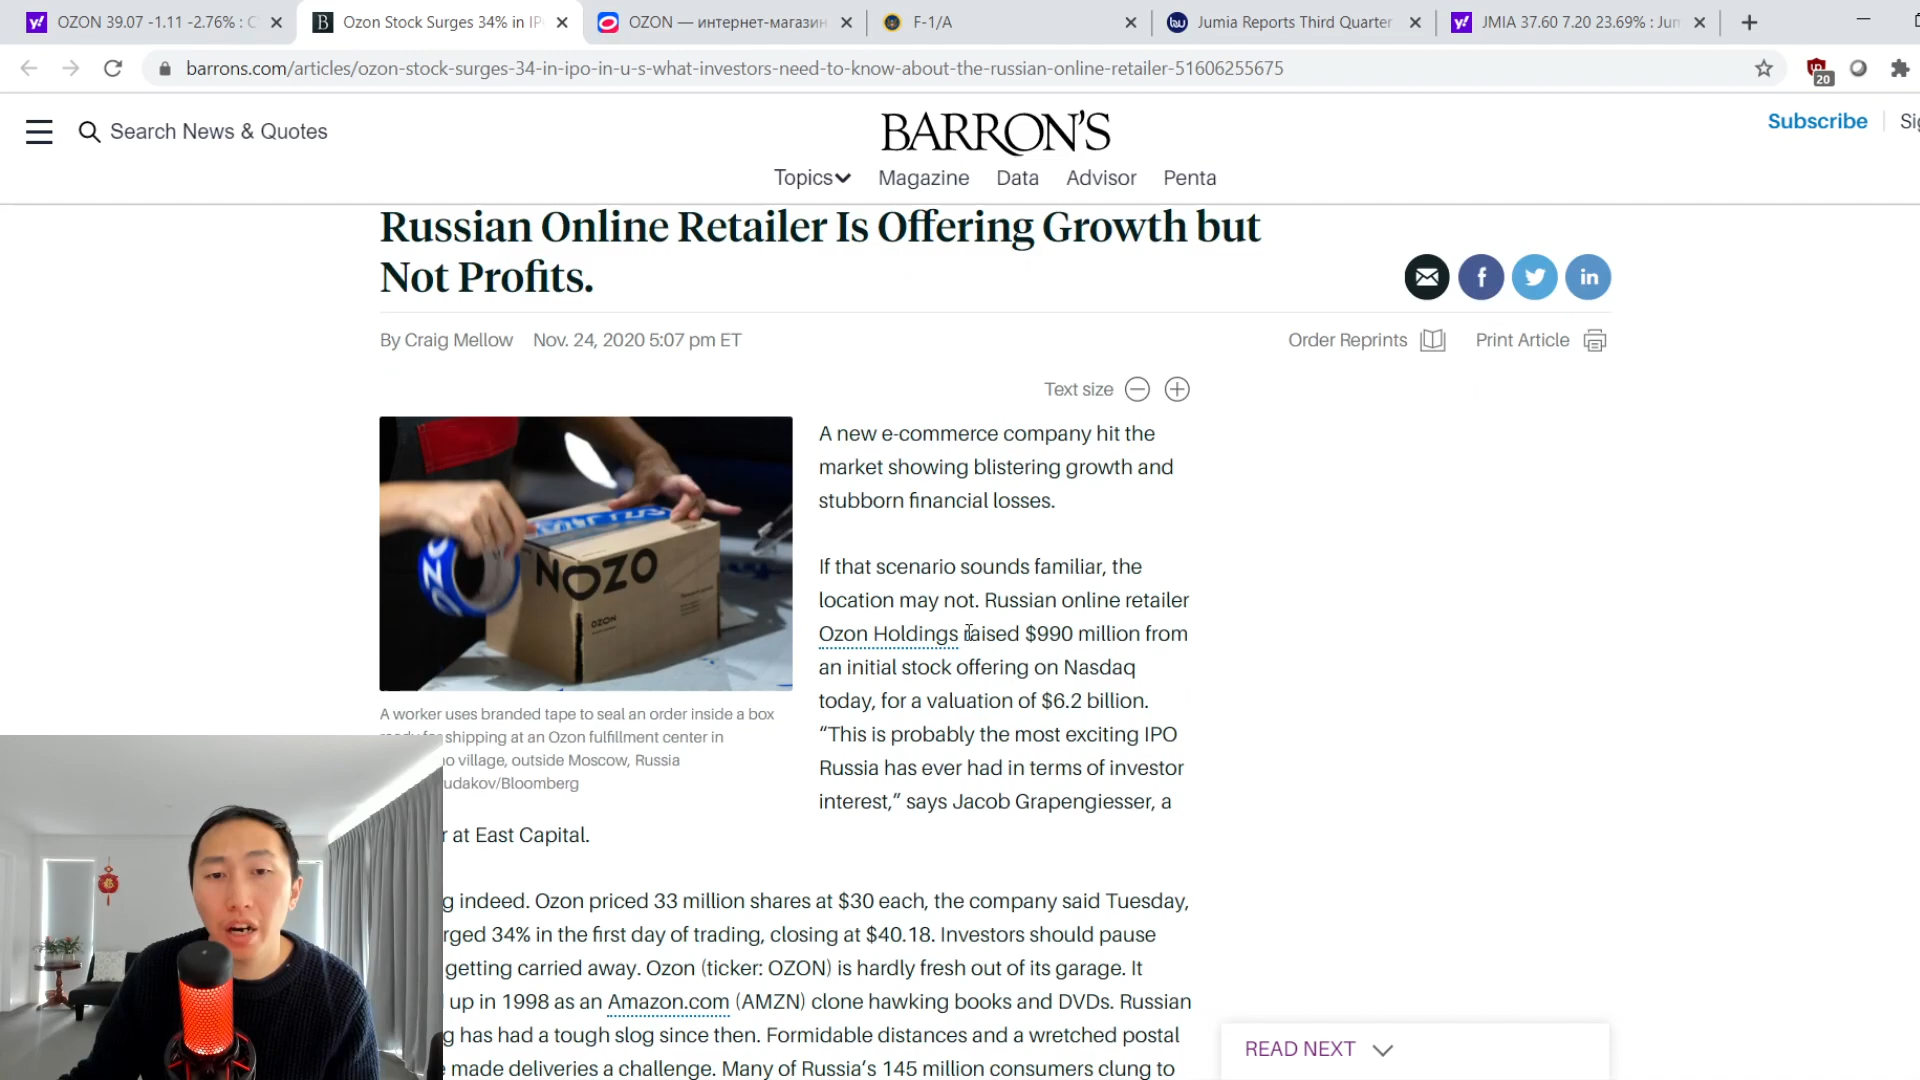 OZON 39.07 -1.11 -2.76% : C
Ozon Stock Surges 34% in IP
OZON — интернет-магазин
F-1/A
Jumia Reports Third Quarter
JMIA 37.60 7.20 23.69% : Jum
barrons.com/articles/ozon-stock-surges-34-in-ipo-in-u-s-what-investors-need-to-know-about-the-russian-online-retailer-51606255675
20
Search News & Quotes
BARRON'S
Subscribe
Topics
Magazine
Data
Advisor
Penta
Russian Online Retailer Is Offering Growth but
Not Profits.
By Craig Mellow
Nov. 24, 2020 5:07 pm ET
Order Reprints
Print Article
Text size
A new e-commerce company hit the
market showing blistering growth and
stubborn financial losses.
If that scenario sounds familiar, the
location may not. Russian online retailer
Ozon Holdings raised $990 million from
an initial stock offering on Nasdaq
today, for a valuation of $6.2 billion.
“This is probably the most exciting IPO
Russia has ever had in terms of investor
interest,” says Jacob Grapengiesser, a
at East Capital.
NOZO
OZON
A worker uses branded tape to seal an order inside a box
shipping at an Ozon fulfillment center in
village, outside Moscow, Russia
udakov/Bloomberg
indeed. Ozon priced 33 million shares at $30 each, the company said Tuesday,
rged 34% in the first day of trading, closing at $40.18. Investors should pause
getting carried away. Ozon (ticker: OZON) is hardly fresh out of its garage. It
up in 1998 as an Amazon.com (AMZN) clone hawking books and DVDs. Russian
g has had a tough slog since then. Formidable distances and a wretched postal
made deliveries a challenge. Many of Russia’s 145 million consumers clung to
READ NEXT